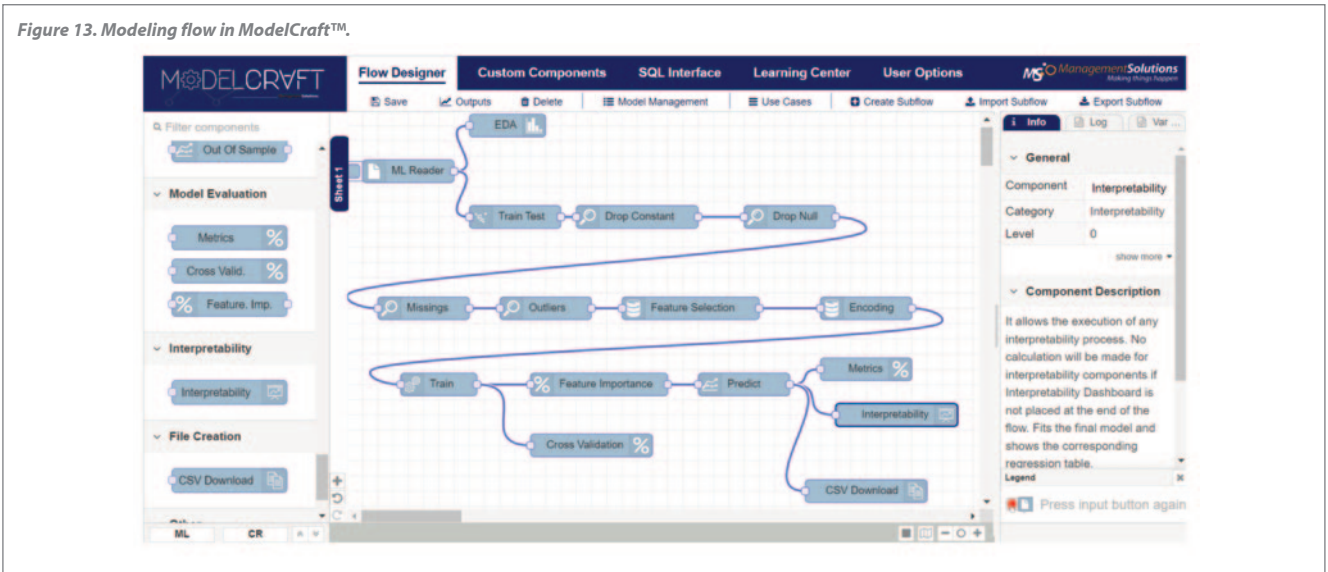 Figure 13. Modeling flow in ModelCraft™.
MODELCRAFT
Flow Designer
Custom Components
SQL Interface
Learning Center
User Options
MS ManagementSolutions
Making things happen
Save
Outputs
Delete
Model Management
Use Cases
Create Subflow
Import Subflow
Export Subflow
Filter components
Out Of Sample
Model Evaluation
Metrics
Cross Valid.
Feature. Imp.
Interpretability
Interpretability
File Creation
CSV Download
ML
CR
Sheet 1
EDA
ML Reader
Train Test
Drop Constant
Drop Null
Missings
Outliers
Feature Selection
Encoding
Train
Feature Importance
Predict
Metrics
Interpretability
Cross Validation
CSV Download
i Info
Log
Var ...
General
Component Interpretability
Category Interpretability
Level 0
show more
Component Description
It allows the execution of any
interpretability process. No
calculation will be made for
interpretability components if
Interpretability Dashboard is
not placed at the end of the
flow. Fits the final model and
shows the corresponding
regression table.
Legend
Press input button again